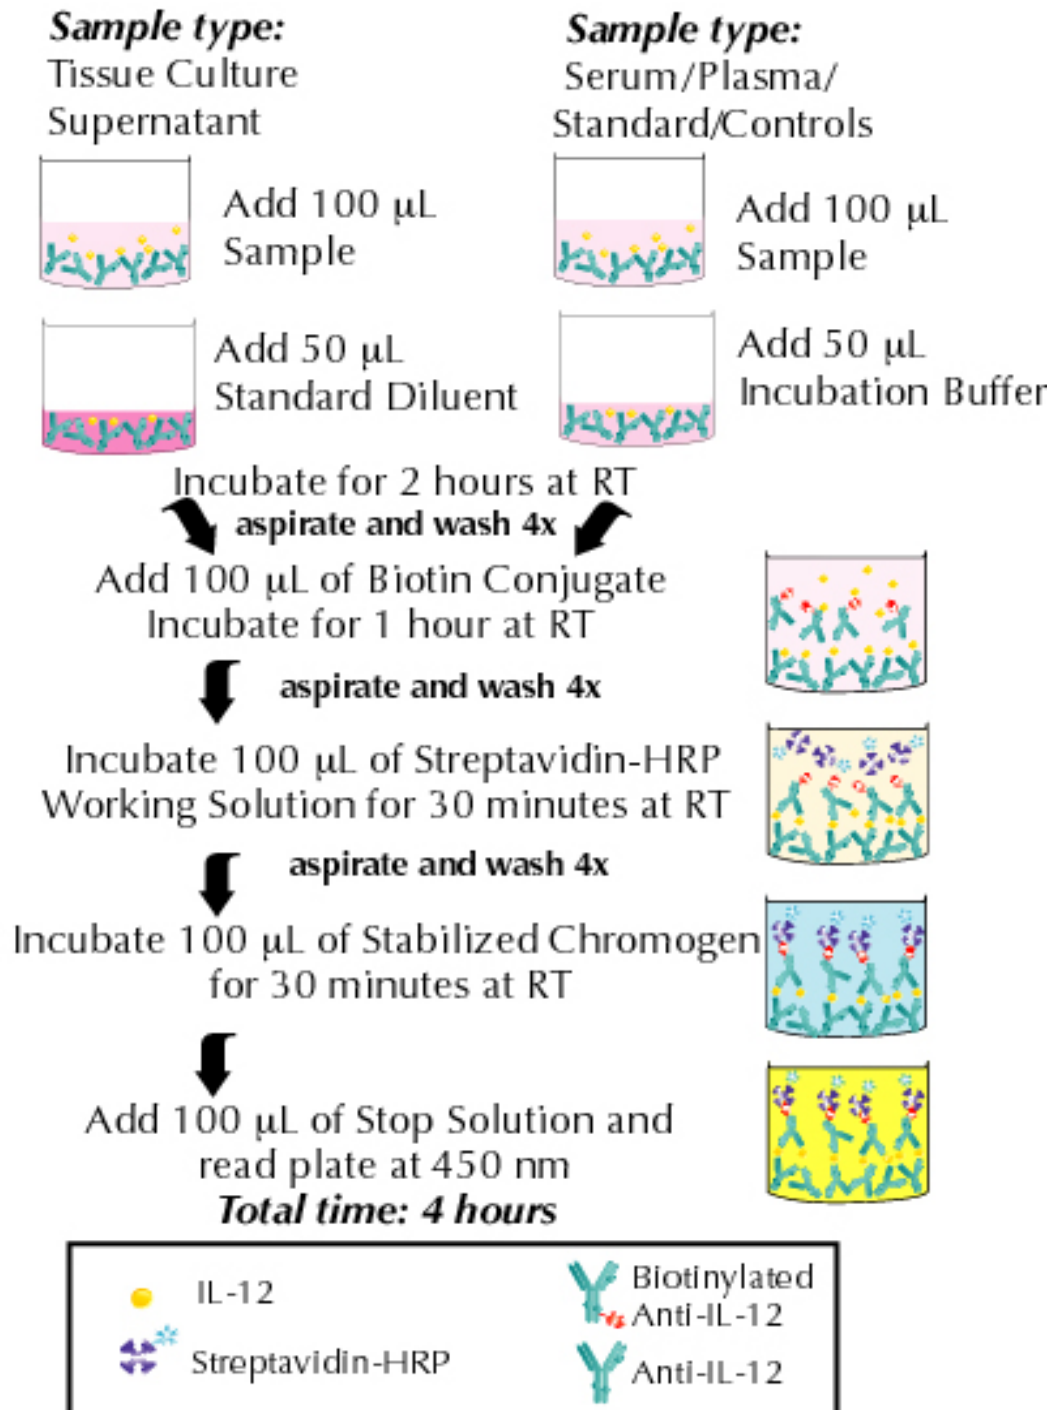 Sample type:
Tissue Culture
Supernatant
Sample type:
Serum/Plasma/
Standard/Controls
Add 100 μL
Sample
Add 100 μL
Sample
Add 50 μL
Standard Diluent
Add 50 μL
Incubation Buffer
Incubate for 2 hours at RT
aspirate and wash 4x
Add 100 μL of Biotin Conjugate
Incubate for 1 hour at RT
aspirate and wash 4x
Incubate 100 μL of Streptavidin-HRP
Working Solution for 30 minutes at RT
aspirate and wash 4x
Incubate 100 μL of Stabilized Chromogen
for 30 minutes at RT
Add 100 μL of Stop Solution and
read plate at 450 nm
Total time: 4 hours
IL-12
Streptavidin-HRP
Biotinylated
Anti-IL-12
Anti-IL-12